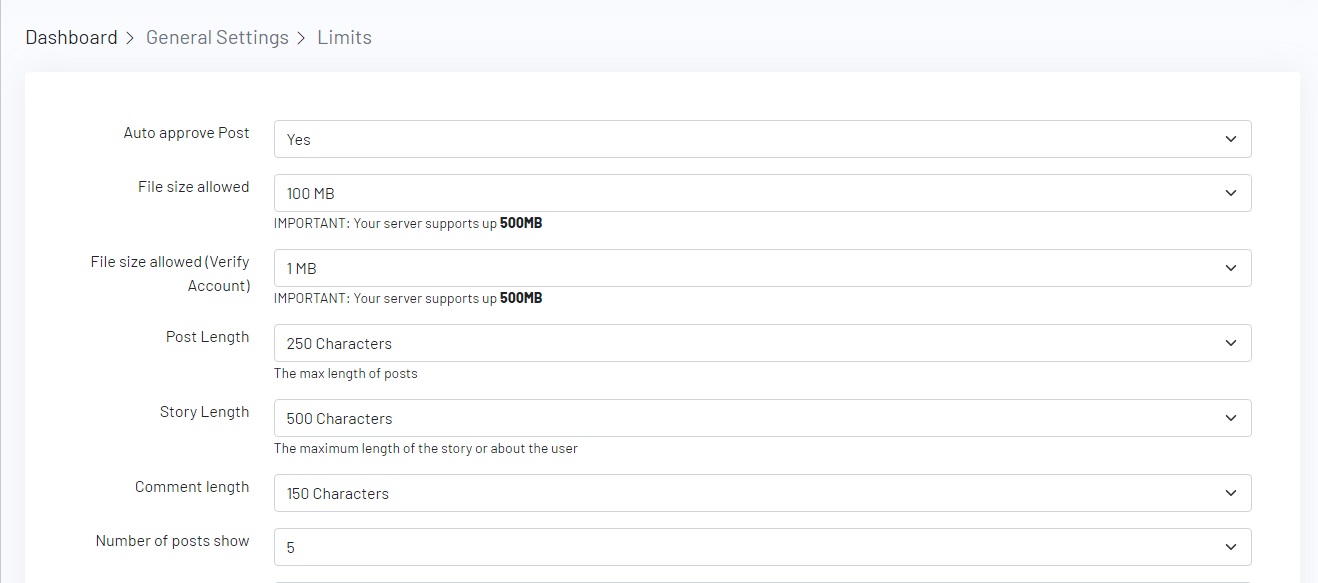 Dashboard > General Settings > Limits
Auto approve Post
Yes
File size allowed
100 MB
IMPORTANT: Your server supports up 500MB
File size allowed (Verify
Account)
1 MB
IMPORTANT: Your server supports up 500MB
Post Length
250 Characters
The max length of posts
Story Length
500 Characters
The maximum length of the story or about the user
Comment length
150 Characters
Number of posts show
5